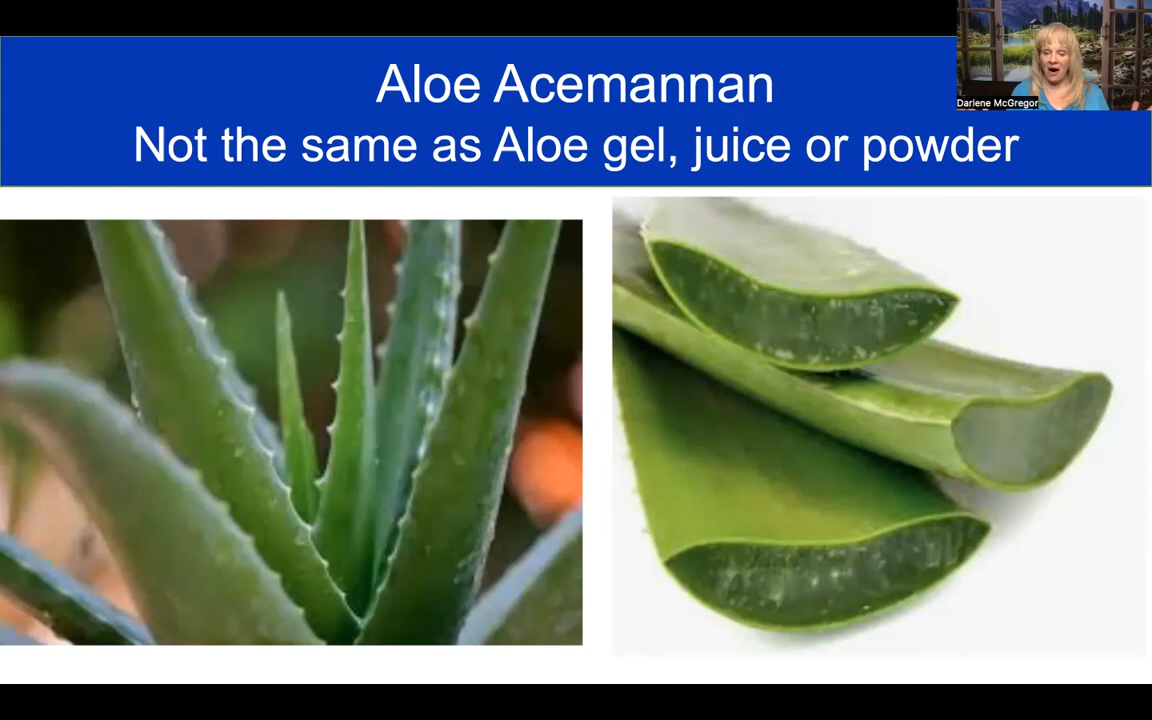 Aloe Acemannan
Not the same as Aloe gel, juice or powder
Darlene McGregor